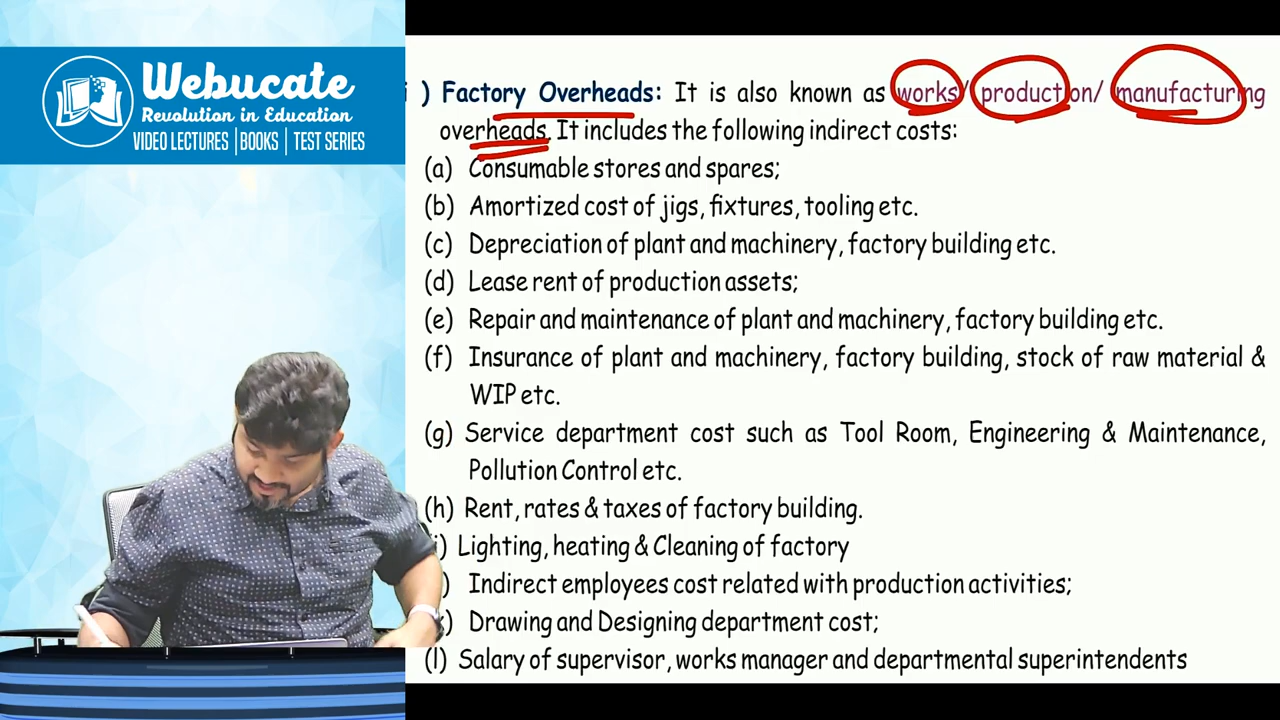 Webucate
Revolution in Education
VIDEO LECTURES | BOOKS | TEST SERIES
) Factory Overheads: It is also known as works/ production/ manufacturing
overheads. It includes the following indirect costs:
(a) Consumable stores and spares;
(b) Amortized cost of jigs, fixtures, tooling etc.
(c) Depreciation of plant and machinery, factory building etc.
(d) Lease rent of production assets;
(e) Repair and maintenance of plant and machinery, factory building etc.
(f) Insurance of plant and machinery, factory building, stock of raw material &
WIP etc.
(g) Service department cost such as Tool Room, Engineering & Maintenance,
Pollution Control etc.
(h) Rent, rates & taxes of factory building.
i) Lighting, heating & Cleaning of factory
) Indirect employees cost related with production activities;
) Drawing and Designing department cost;
(l) Salary of supervisor, works manager and departmental superintendents